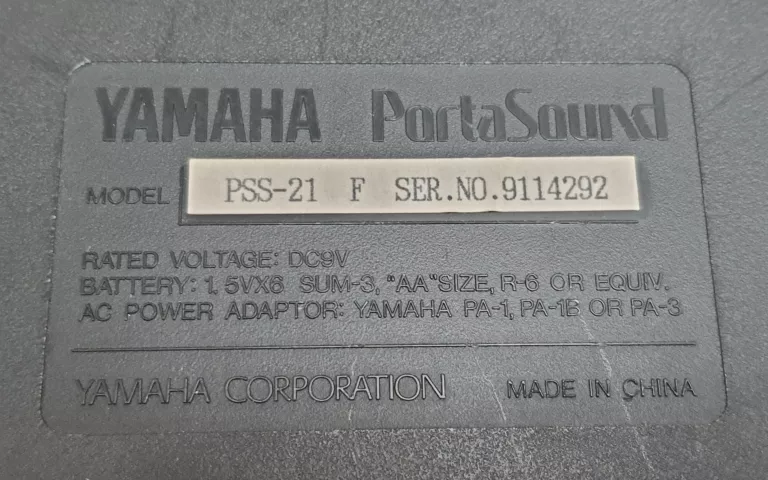 YAMAHA PortaSound
MODEL PSS-21 F SER.NO.9114292
RATED VOLTAGE: DC9V
BATTERY: 1.5VX6 SUM-3, "AA"SIZE, R-6 OR EQUIV.
AC POWER ADAPTOR: YAMAHA PA-1, PA-1B OR PA-3
YAMAHA CORPORATION MADE IN CHINA